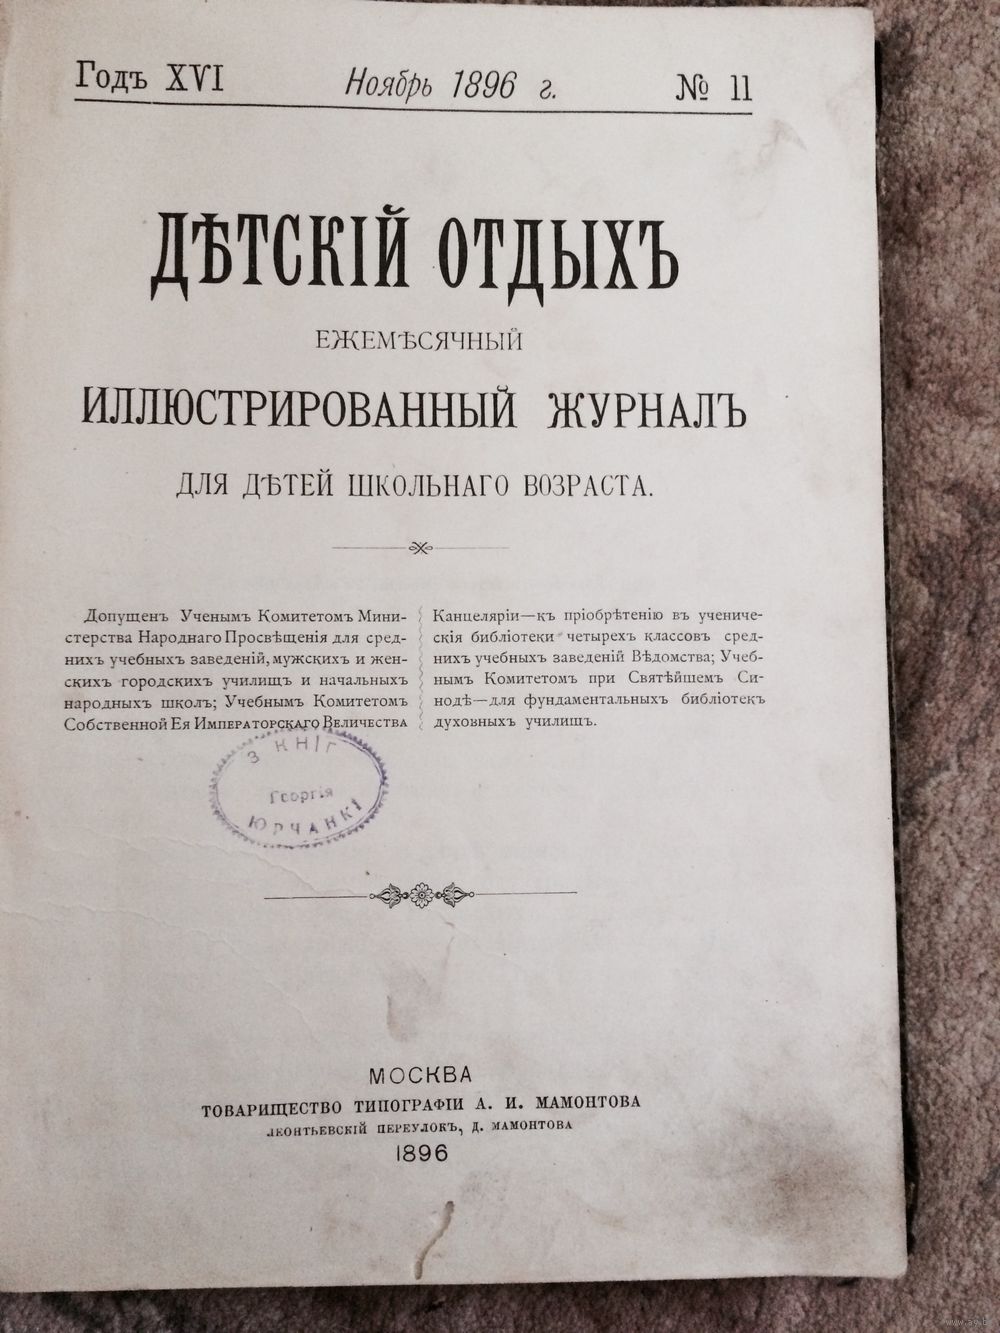 Годъ XVI Ноябрь 1896 г. № 11
ДѢТСКІЙ ОТДЫХЪ
ЕЖЕМѢСЯЧНЫЙ
ИЛЛЮСТРИРОВАННЫЙ ЖУРНАЛЪ
ДЛЯ ДѢТЕЙ ШКОЛЬНАГО ВОЗРАСТА.
Допущенъ Ученымъ Комитетомъ Мини-
стерства Народнаго Просвѣщенія для сред-
нихъ учебныхъ заведеній, мужскихъ и жен-
скихъ городскихъ училищъ и начальныхъ
народныхъ школъ; Учебнымъ Комитетомъ
Собственной Ея Императорскаго Величества
Канцеляріи—къ пріобрѣтенію въ учениче-
скія библіотеки четырехъ классовъ сред-
нихъ учебныхъ заведеній Вѣдомства; Учеб-
нымъ Комитетомъ при Святѣйшемъ Си-
нодѣ—для фундаментальныхъ библіотекъ
духовныхъ училищъ.
З КНІГ
Георгія
ЮРЧАНКІ
МОСКВА
ТОВАРИЩЕСТВО ТИПОГРАФІИ А. И. МАМОНТОВА
ЛЕОНТЬЕВСКІЙ ПЕРЕУЛОКЪ, Д. МАМОНТОВА
1896